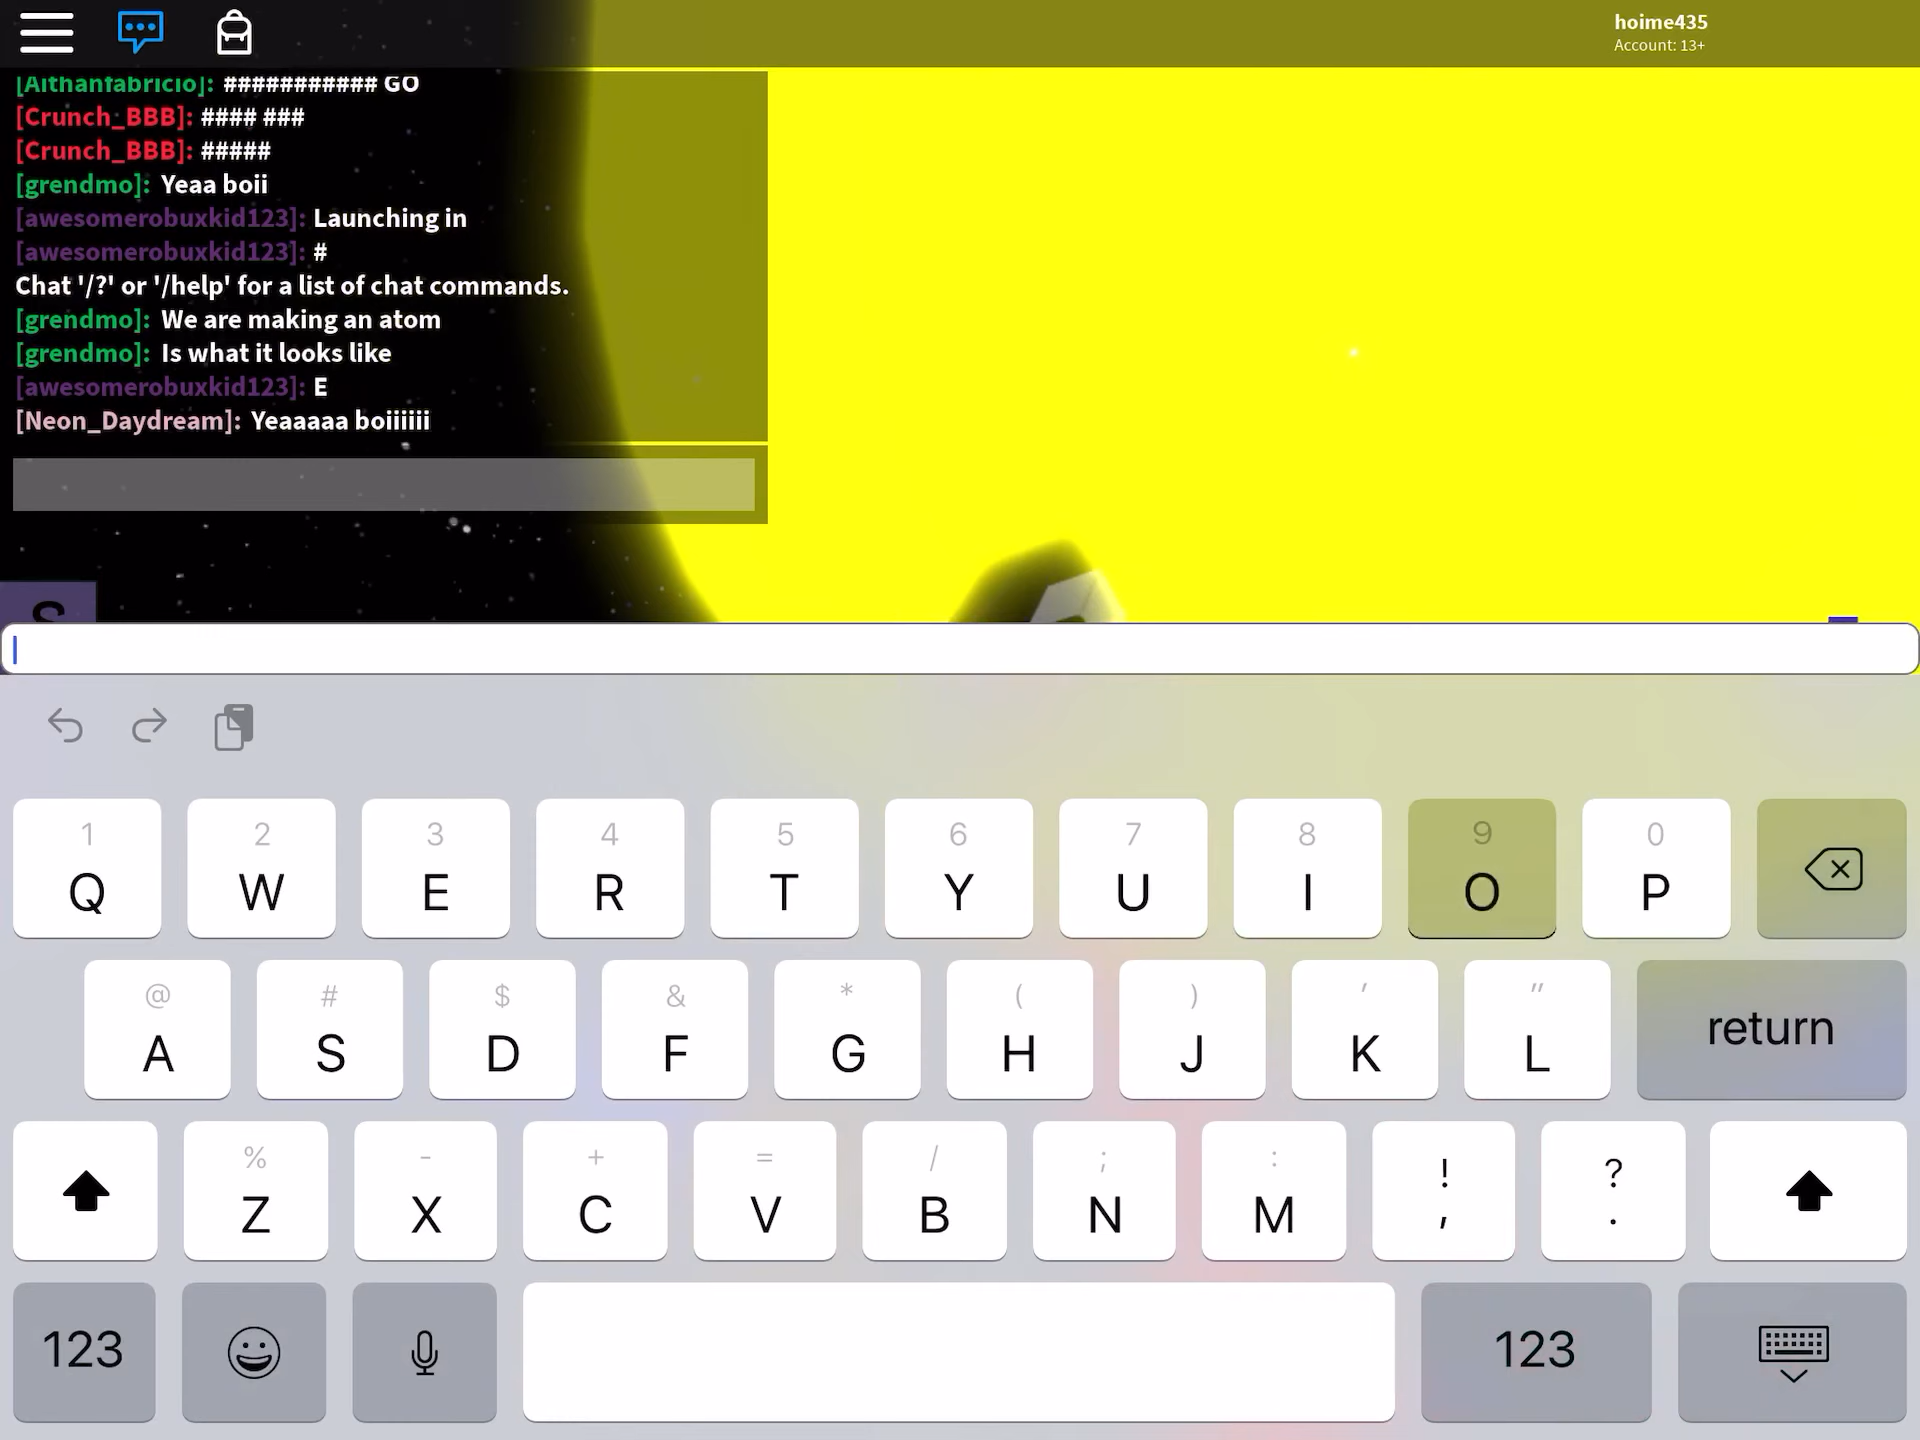 hoime435
Account: 13+
[Aithanfabricio]: ########### GO
[Crunch_BBB]: #### ###
[Crunch_BBB]: #####
[grendmo]: Yeaa boii
[awesomerobuxkid123]: Launching in
[awesomerobuxkid123]: #
Chat '/?' or '/help' for a list of chat commands.
[grendmo]: We are making an atom
[grendmo]: Is what it looks like
[awesomerobuxkid123]: E
[Neon_Daydream]: Yeaaaaa boiiiiii
S
1 2 3 4 5 6 7 8 9 0
Q W E R T Y U I O P
@ # $ & * ( ) ' "
A S D F G H J K L return
% - + = / ; : ! ?
Z X C V B N M , .
123 123